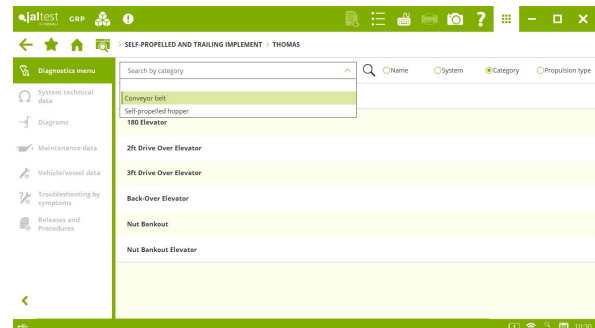 jaltest GRP
SELF-PROPELLED AND TRAILING IMPLEMENT > THOMAS
Diagnostics menu
Search by category
Name
System
Category
Propulsion type
System technical
data
Conveyor belt
Self-propelled hopper
Diagrams
180 Elevator
Maintenance data
2ft Drive Over Elevator
Vehicle/vessel data
3ft Drive Over Elevator
Troubleshooting by
symptoms
Back-Over Elevator
Releases and
Procedures
Nut Bankout
Nut Bankout Elevator
10:30